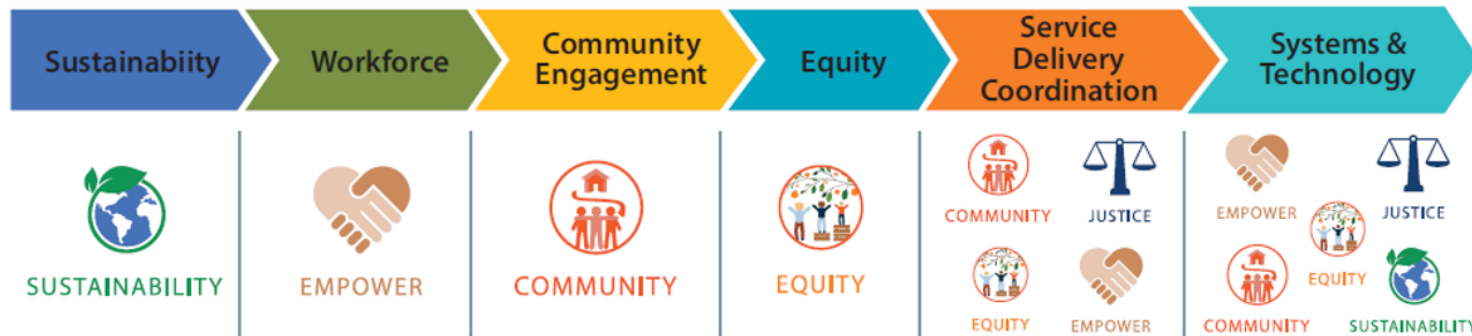 Sustainabiity
Workforce
Community
Engagement
Equity
Service
Delivery
Coordination
Systems &
Technology
SUSTAINABILITY
EMPOWER
COMMUNITY
EQUITY
COMMUNITY
JUSTICE
EQUITY
EMPOWER
EMPOWER
JUSTICE
EQUITY
COMMUNITY
SUSTAINABILITY